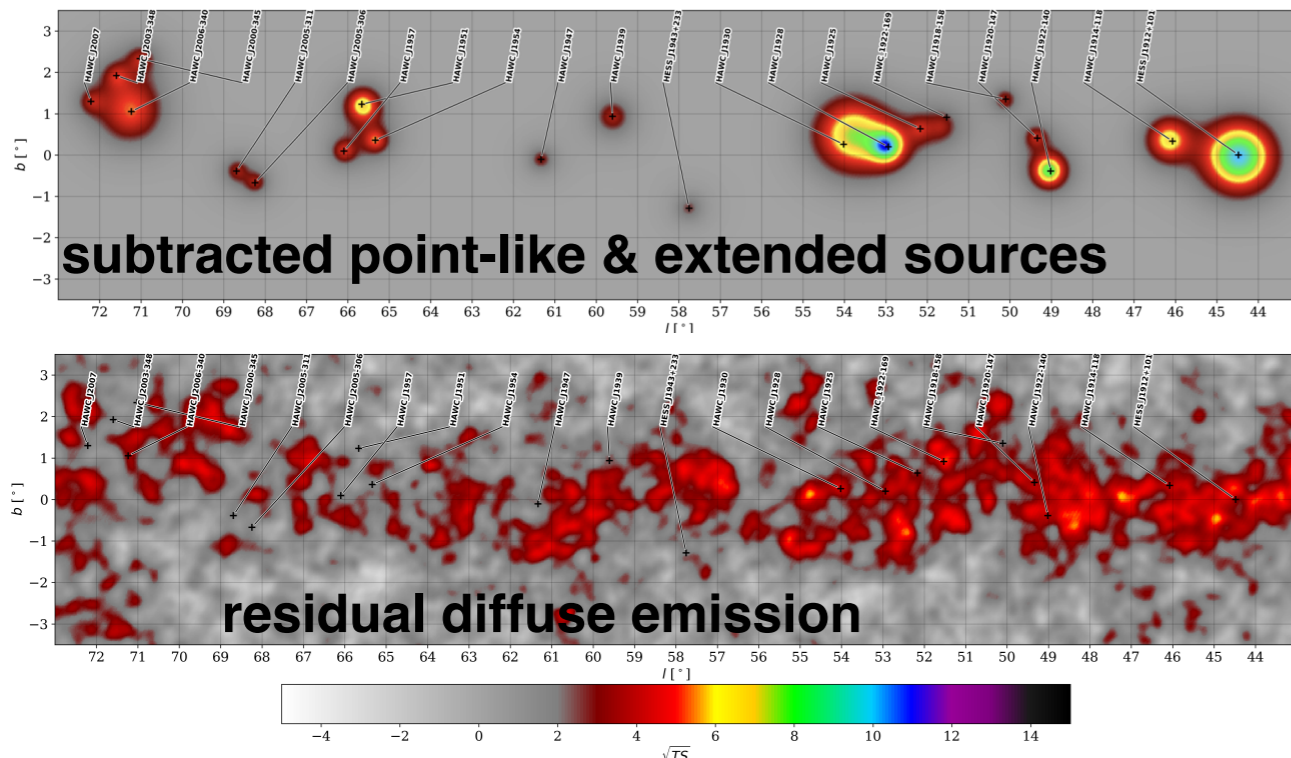 HAWC J2007
HAWC J2003-348
HAWC J2006-340
HAWC J2000-345
HAWC J2005-311
HAWC J2005-306
HAWC J1957
HAWC J1951
HAWC J1954
HAWC J1947
HAWC J1939
HESS J1943+233
HAWC J1930
HAWC J1928
HAWC J1925
HAWC J1922-169
HAWC J1918-158
HAWC J1920-147
HAWC J1922-140
HAWC J1914-118
HESS J1912+101
3
2
1
0
−1
−2
−3
b [°]
subtracted point-like & extended sources
72 71 70 69 68 67 66 65 64 63 62 61 60 59 58 57 56 55 54 53 52 51 50 49 48 47 46 45 44
l [°]
HAWC J2007
HAWC J2003-348
HAWC J2006-340
HAWC J2000-345
HAWC J2005-311
HAWC J2005-306
HAWC J1957
HAWC J1951
HAWC J1954
HAWC J1947
HAWC J1939
HESS J1943+233
HAWC J1930
HAWC J1928
HAWC J1925
HAWC J1922-169
HAWC J1918-158
HAWC J1920-147
HAWC J1922-140
HAWC J1914-118
HESS J1912+101
3
2
1
0
−1
−2
−3
b [°]
residual diffuse emission
72 71 70 69 68 67 66 65 64 63 62 61 60 59 58 57 56 55 54 53 52 51 50 49 48 47 46 45 44
l [°]
−4 −2 0 2 4 6 8 10 12 14
√TS